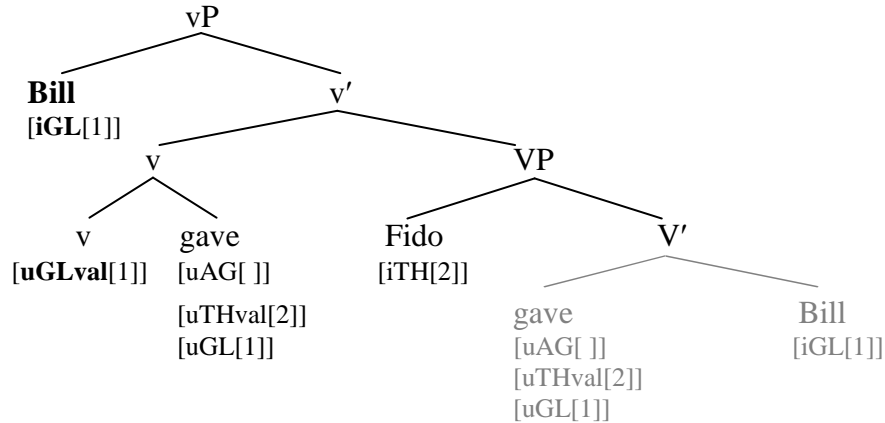 vP
Bill v′
[iGL[1]]
v VP
v gave Fido V′
[uGLval[1]] [uAG[ ]] [iTH[2]]
[uTHval[2]] gave Bill
[uGL[1]] [uAG[ ]] [iGL[1]]
[uTHval[2]]
[uGL[1]]